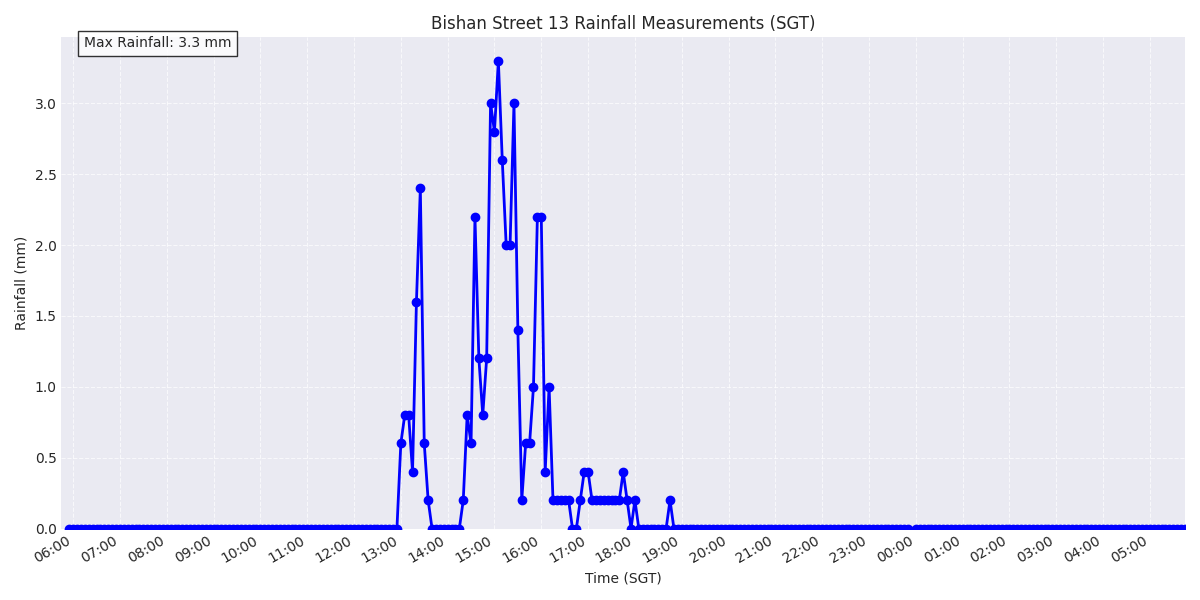 Bishan Street 13 Rainfall Measurements (SGT)
Max Rainfall: 3.3 mm
Rainfall (mm)
3.0
2.5
2.0
1.5
1.0
0.5
0.0
06:00 07:00 08:00 09:00 10:00 11:00 12:00 13:00 14:00 15:00 16:00 17:00 18:00 19:00 20:00 21:00 22:00 23:00 00:00 01:00 02:00 03:00 04:00 05:00
Time (SGT)